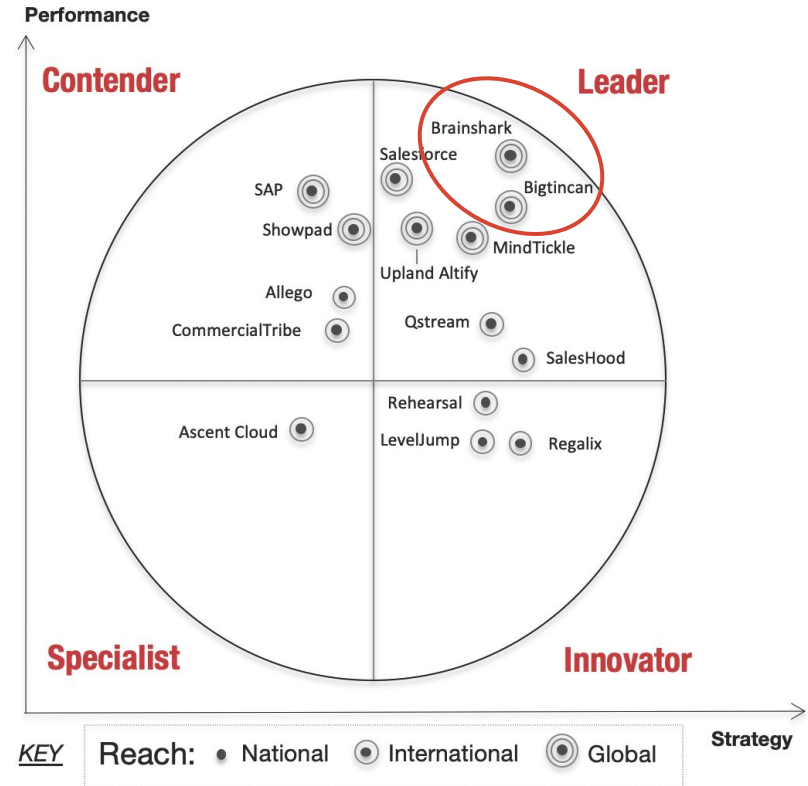 Performance
Contender
Leader
Brainshark
Salesforce
SAP
Bigtincan
Showpad
MindTickle
Upland Altify
Allego
Qstream
CommercialTribe
SalesHood
Rehearsal
Ascent Cloud
LevelJump
Regalix
Specialist
Innovator
Strategy
KEY Reach: National International Global